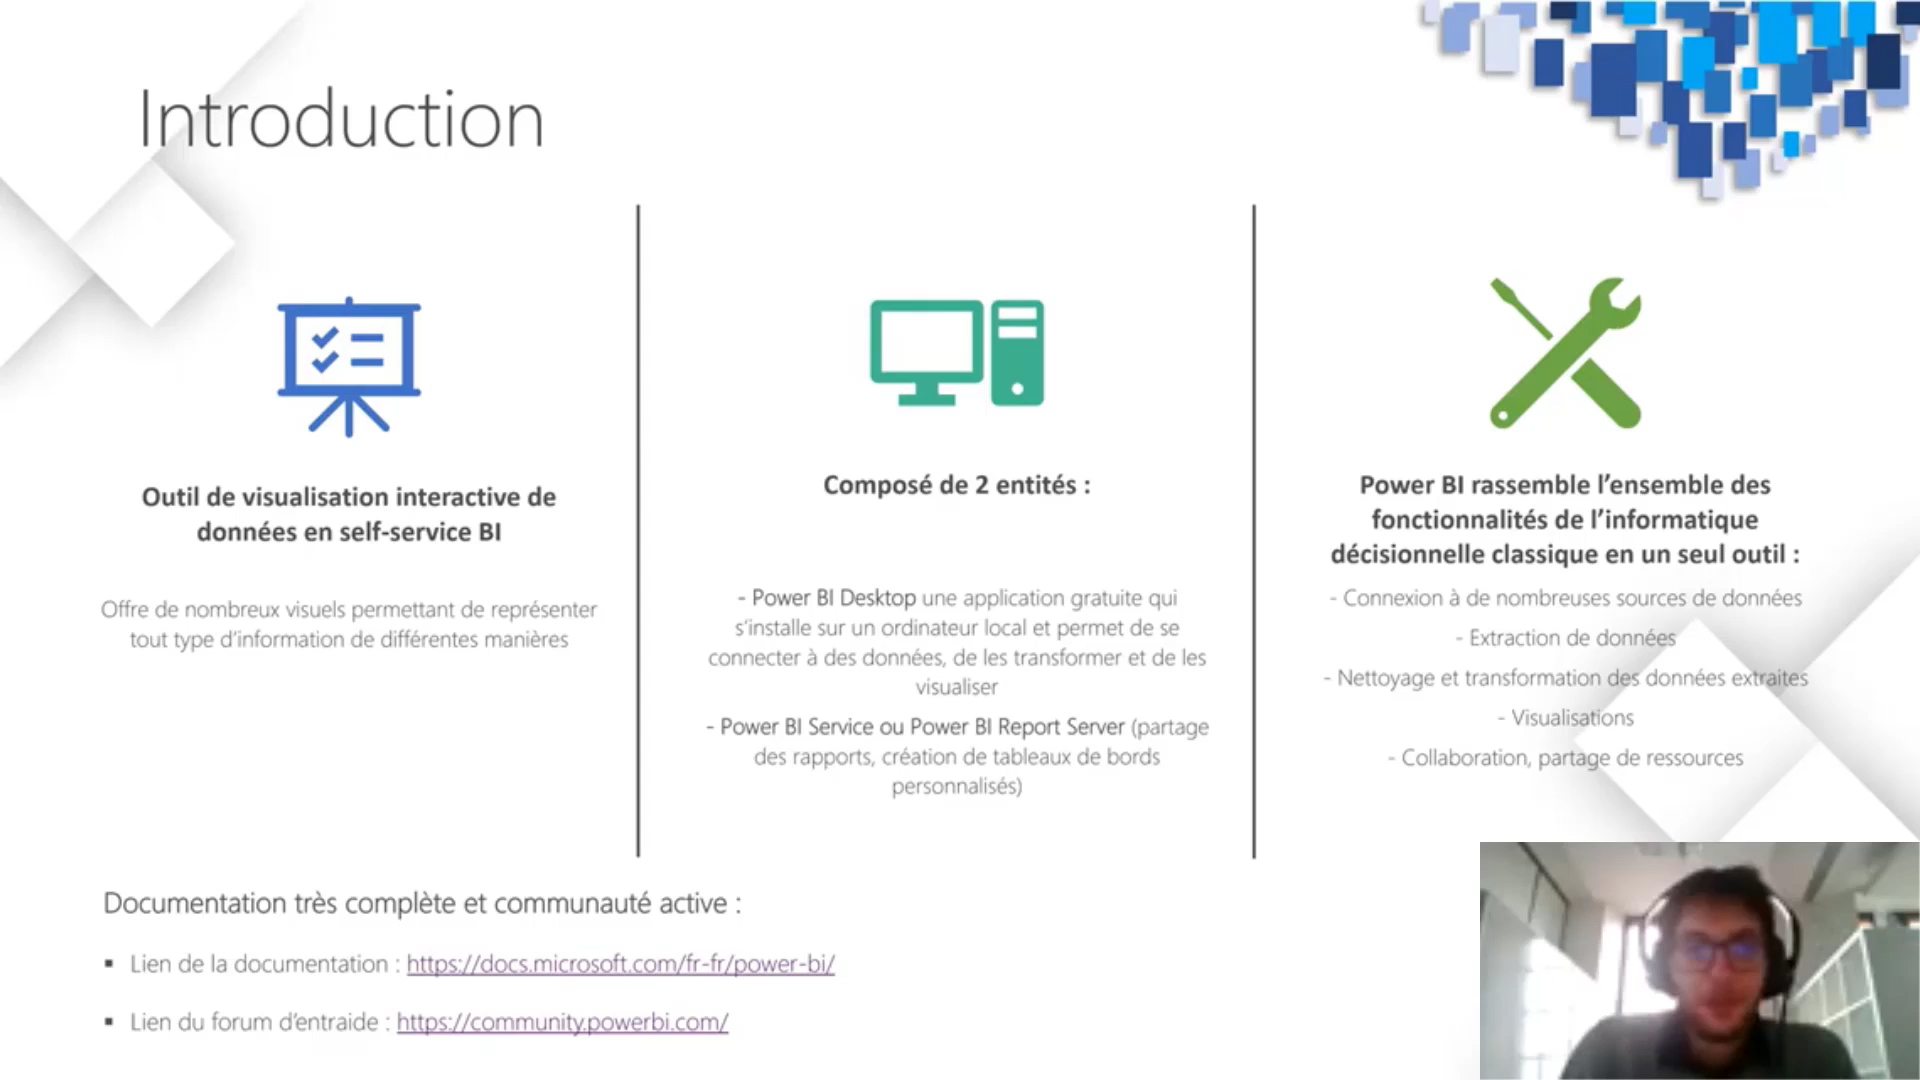 Introduction
Outil de visualisation interactive de
données en self-service BI
Offre de nombreux visuels permettant de représenter
tout type d’information de différentes manières
Composé de 2 entités :
- Power BI Desktop une application gratuite qui
s’installe sur un ordinateur local et permet de se
connecter à des données, de les transformer et de les
visualiser
- Power BI Service ou Power BI Report Server (partage
des rapports, création de tableaux de bords
personnalisés)
Power BI rassemble l’ensemble des
fonctionnalités de l’informatique
décisionnelle classique en un seul outil :
- Connexion à de nombreuses sources de données
- Extraction de données
- Nettoyage et transformation des données extraites
- Visualisations
- Collaboration, partage de ressources
Documentation très complète et communauté active :
▪ Lien de la documentation : https://docs.microsoft.com/fr-fr/power-bi/
▪ Lien du forum d’entraide : https://community.powerbi.com/